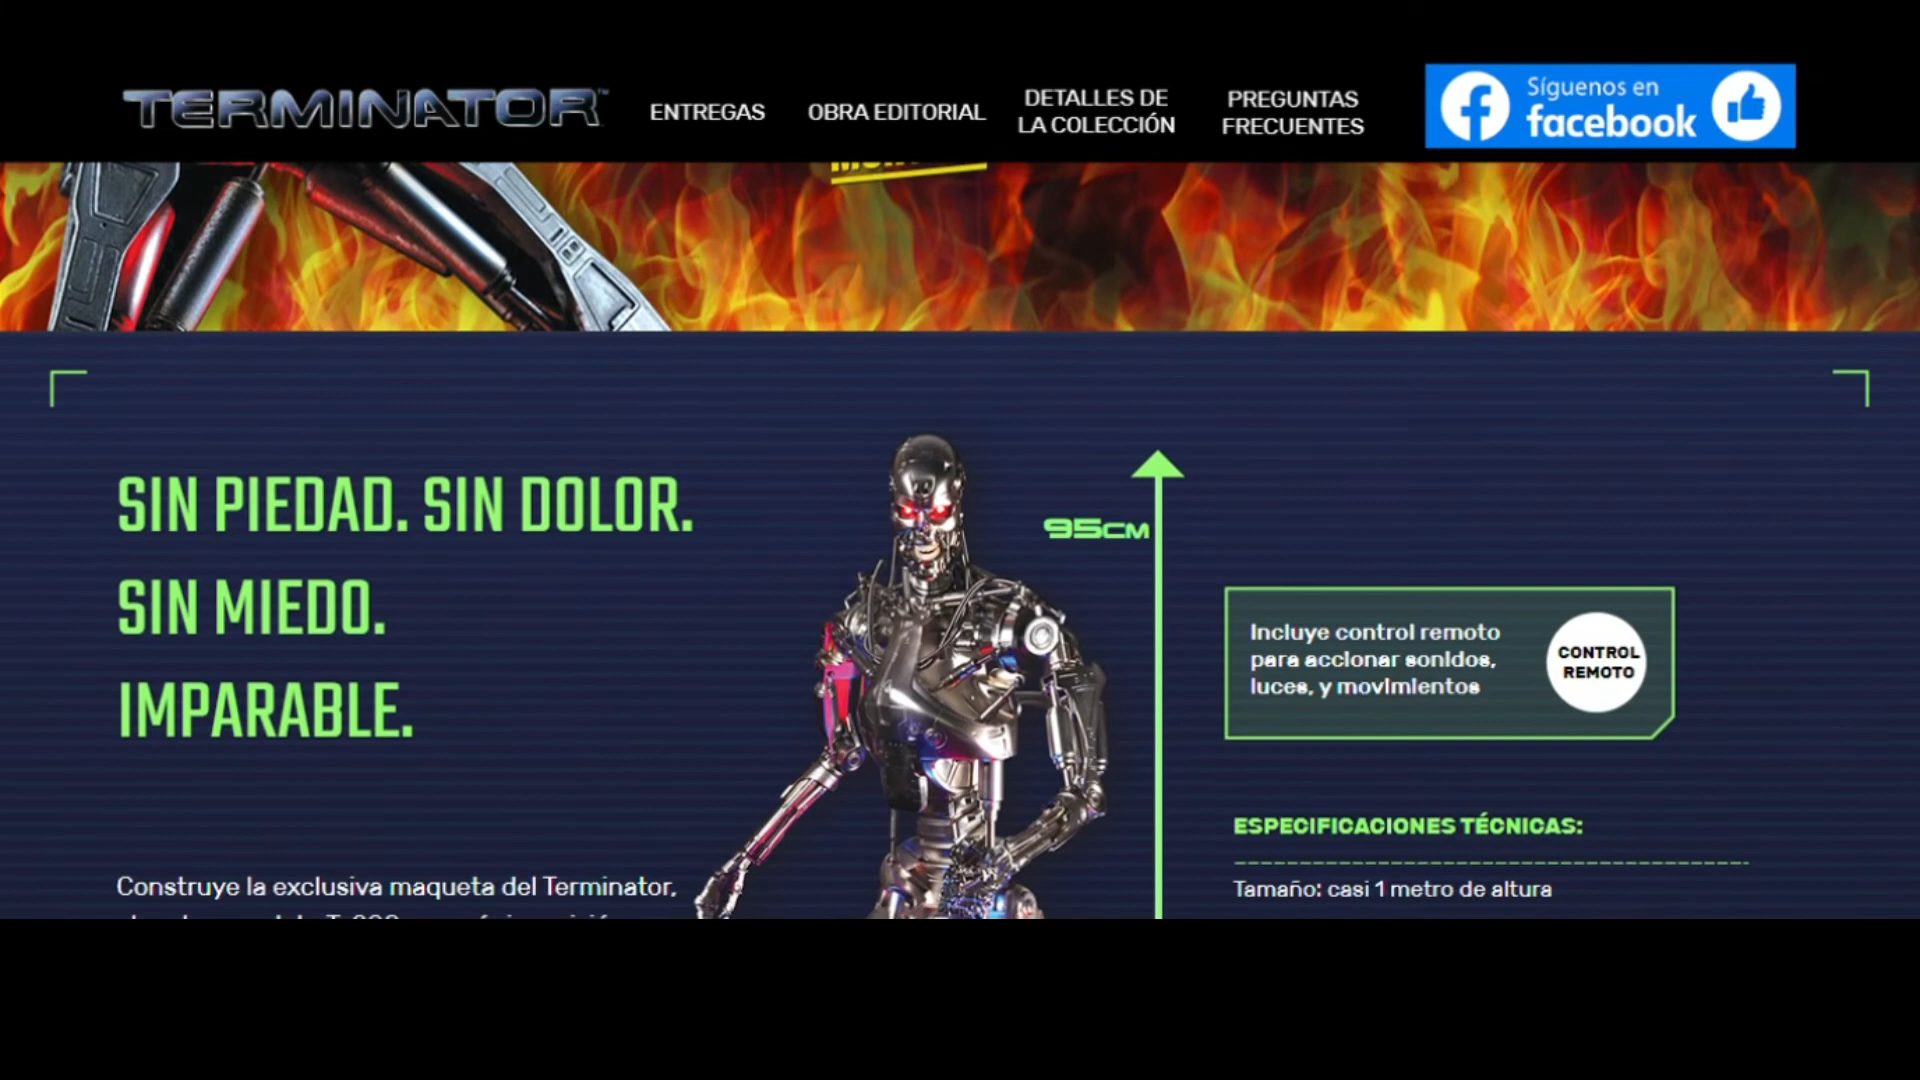 TERMINATOR™
ENTREGAS
OBRA EDITORIAL
DETALLES DE
LA COLECCIÓN
PREGUNTAS
FRECUENTES
Síguenos en
facebook
SIN PIEDAD. SIN DOLOR.
SIN MIEDO.
IMPARABLE.
Construye la exclusiva maqueta del Terminator,
95CM
Incluye control remoto
para accionar sonidos,
luces, y movimientos
CONTROL
REMOTO
ESPECIFICACIONES TÉCNICAS:
Tamaño: casi 1 metro de altura